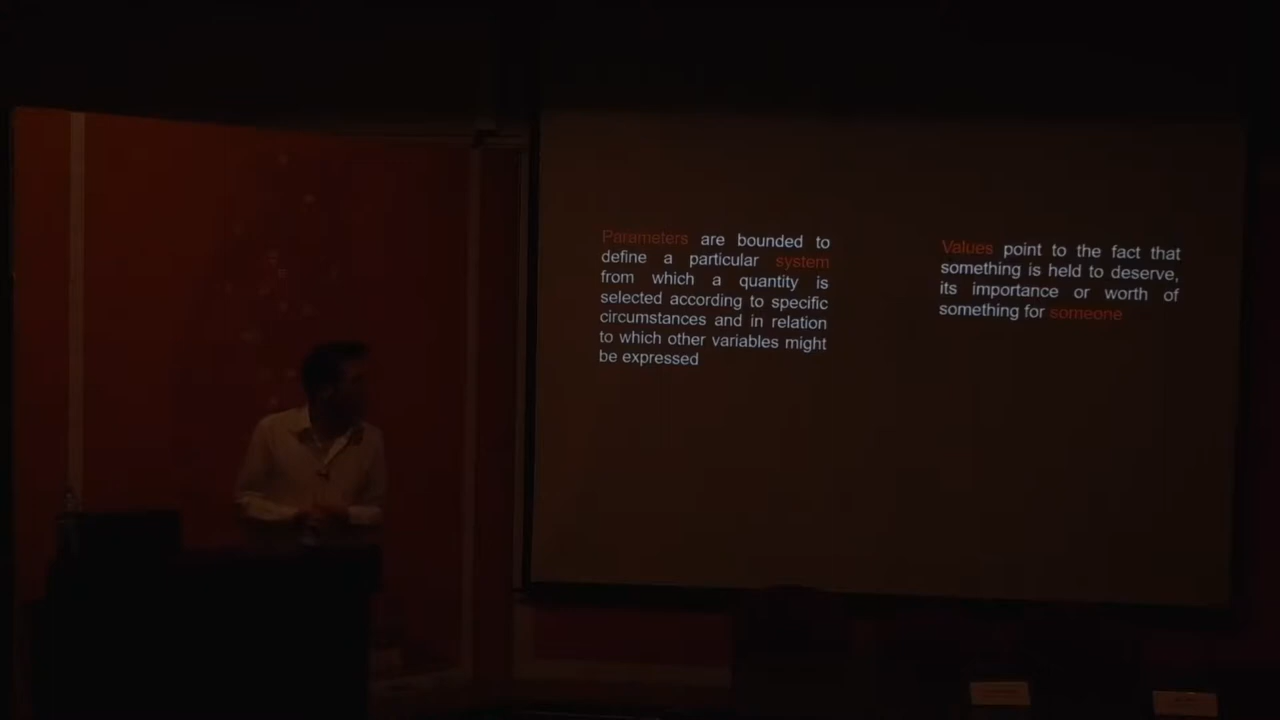 Parameters are bounded to
define a particular system
from which a quantity is
selected according to specific
circumstances and in relation
to which other variables might
be expressed
Values point to the fact that
something is held to deserve,
its importance or worth of
something for someone